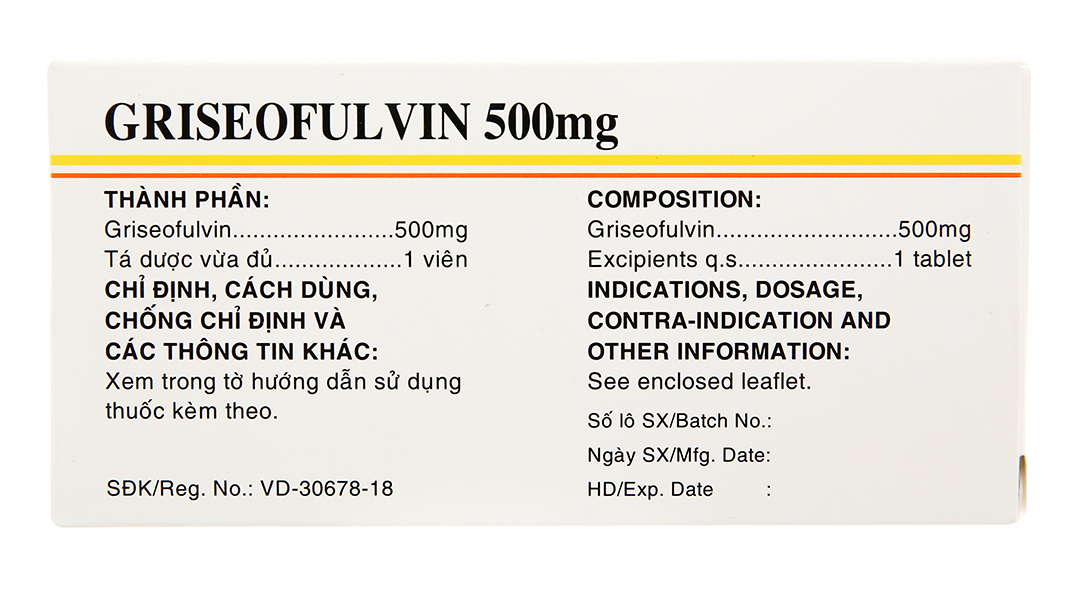 GRISEOFULVIN 500mg
THÀNH PHẦN:
Griseofulvin........................500mg
Tá dược vừa đủ...................1 viên
CHỈ ĐỊNH, CÁCH DÙNG,
CHỐNG CHỈ ĐỊNH VÀ
CÁC THÔNG TIN KHÁC:
Xem trong tờ hướng dẫn sử dụng
thuốc kèm theo.
SĐK/Reg. No.: VD-30678-18
COMPOSITION:
Griseofulvin...........................500mg
Excipients q.s.......................1 tablet
INDICATIONS, DOSAGE,
CONTRA-INDICATION AND
OTHER INFORMATION:
See enclosed leaflet.
Số lô SX/Batch No.:
Ngày SX/Mfg. Date:
HD/Exp. Date :